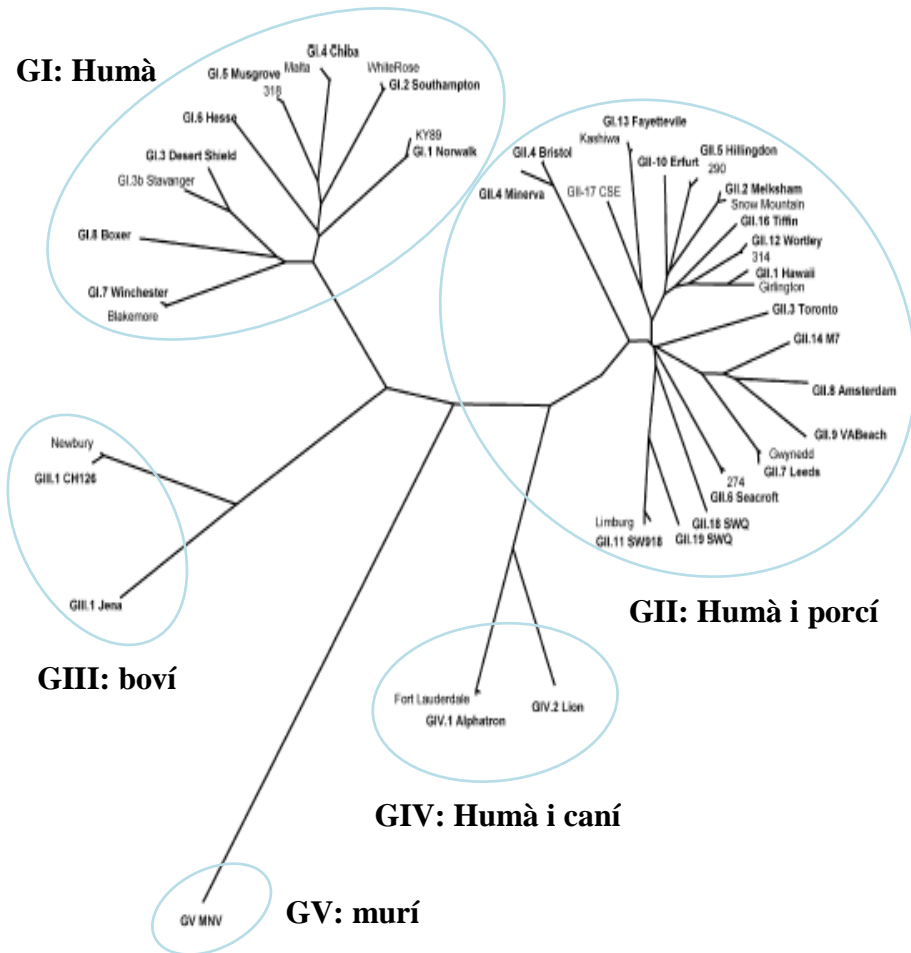 GI: Humà
GI.4 Chiba
Malta
GI.5 Musgrove
318
WhiteRose
GI.2 Southampton
GI.6 Hesse
KY89
GI.1 Norwalk
GI.3 Desert Shield
GI.3b Stavanger
GI.8 Boxer
GI.7 Winchester
Blakemore
GI.13 Fayetteville
Kashiwa
GII.4 Bristol
GII-10 Erfurt
GII.5 Hillingdon
290
GII.4 Minerva
GII-17 CSE
GII.2 Melksham
Snow Mountain
GII.16 Tiffin
GII.12 Wortley
314
GII.1 Hawaii
Girlington
GII.3 Toronto
GII.14 M7
GII.8 Amsterdam
GII.9 VABeach
Gwynedd
GII.7 Leeds
274
GII.6 Seacroft
GII.18 SWQ
GII.19 SWQ
Limburg
GII.11 SW918
GII: Humà i porcí
Newbury
GIII.1 CH126
GIII.1 Jena
GIII: boví
Fort Lauderdale
GIV.1 Alphatron
GIV.2 Lion
GIV: Humà i caní
GV MNV
GV: murí